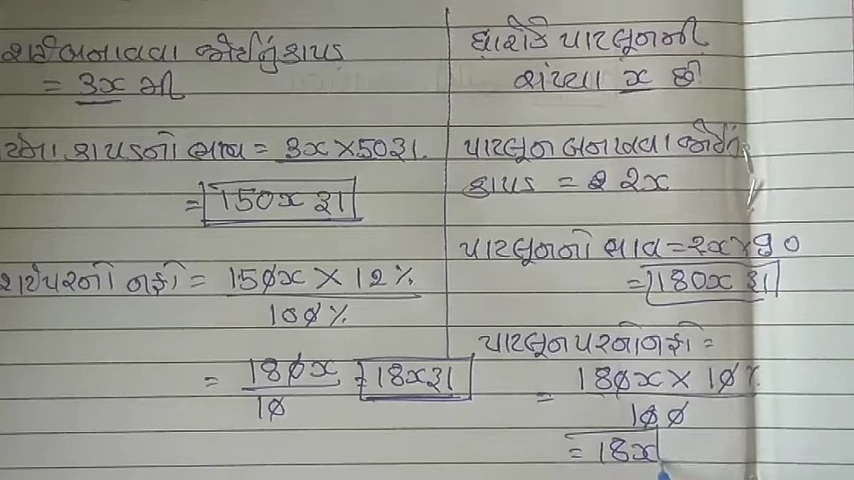 શર્ટ બનાવવા જોઈતું કાપડ
= 3x મી
તેના કાપડનો ભાવ = 3x × 50 રૂા.
= 150x રૂા
શર્ટ પરનો નફો = 150x × 12 %
100 %
= 180x = 18x રૂા
10
ધારોકે પાટલૂનની
સંખ્યા x છે
પાટલૂન બનાવવા જોઈતું
કાપડ = 2x
પાટલૂનનો ભાવ = 2x × 90
= 180x રૂા
પાટલૂન પરનો નફો =
= 180x × 10 %
100
= 18x